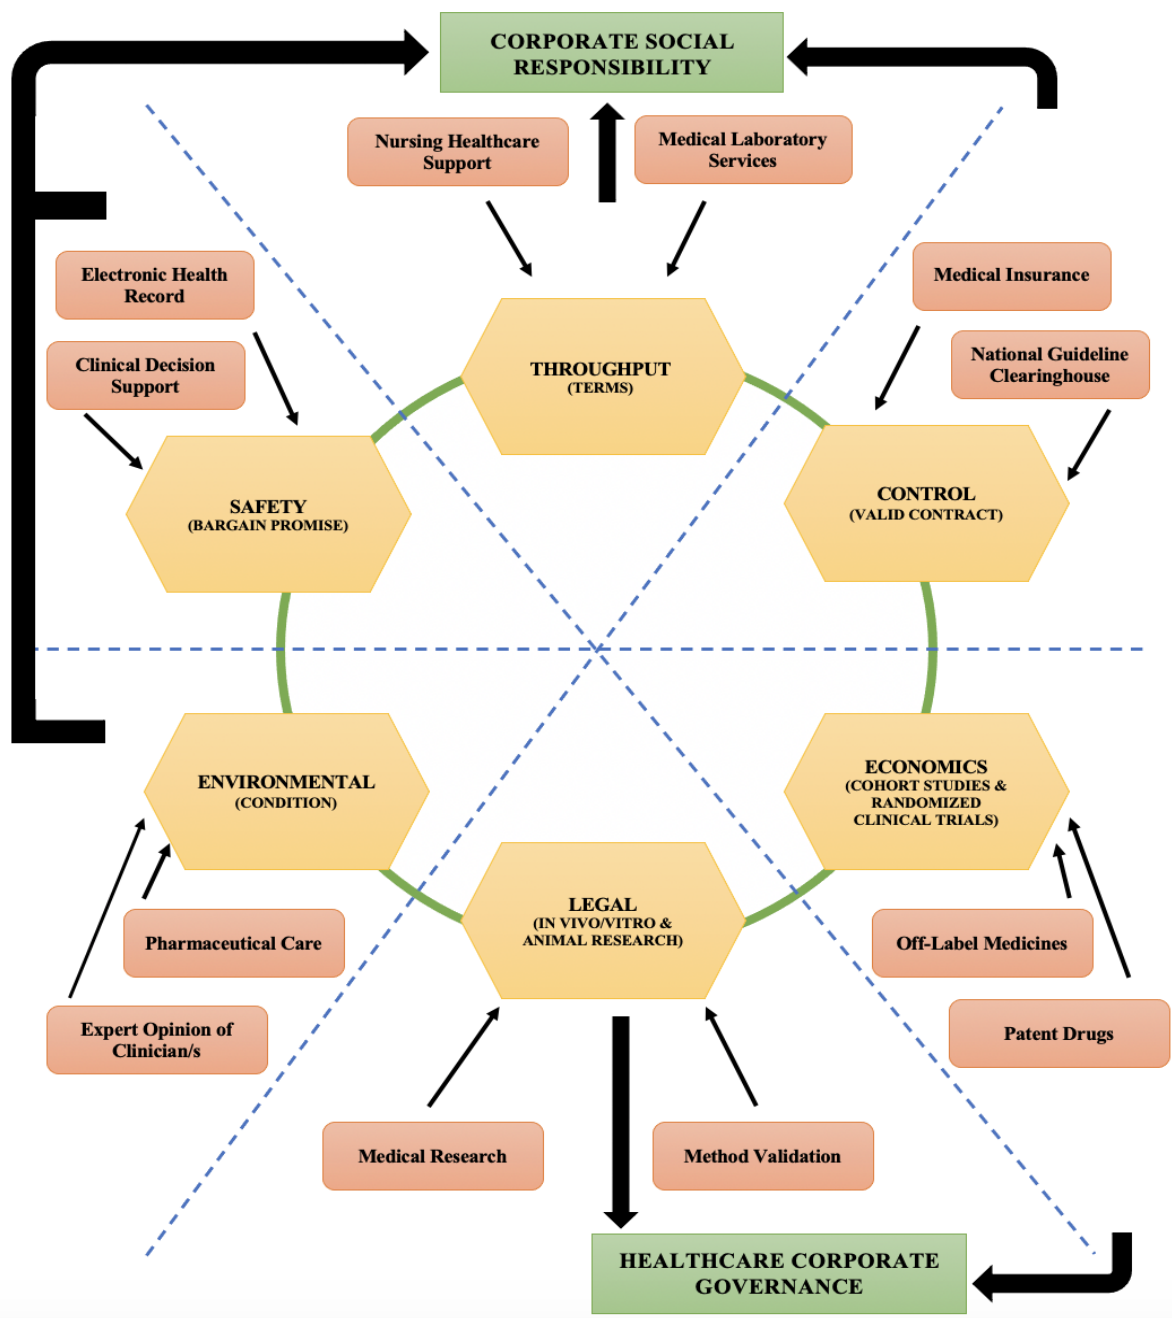 CORPORATE SOCIAL
RESPONSIBILITY
Nursing Healthcare
Support
Medical Laboratory
Services
Electronic Health
Record
Medical Insurance
Clinical Decision
Support
National Guideline
Clearinghouse
THROUGHPUT
(TERMS)
SAFETY
(BARGAIN PROMISE)
CONTROL
(VALID CONTRACT)
ENVIRONMENTAL
(CONDITION)
ECONOMICS
(COHORT STUDIES &
RANDOMIZED
CLINICAL TRIALS)
LEGAL
(IN VIVO/VITRO &
ANIMAL RESEARCH)
Pharmaceutical Care
Off-Label Medicines
Expert Opinion of
Clinician/s
Patent Drugs
Medical Research
Method Validation
HEALTHCARE CORPORATE
GOVERNANCE